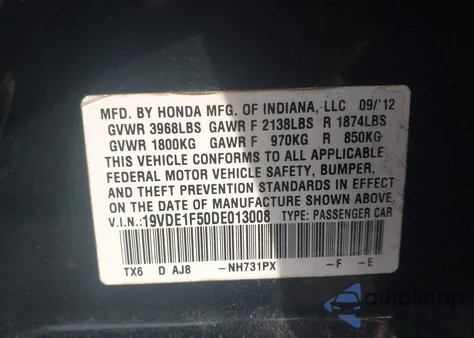 MFD. BY HONDA MFG. OF INDIANA, LLC 09/'12
GVWR 3968LBS GAWR F 2138LBS R 1874LBS
GVWR 1800KG GAWR F 970KG R 850KG
THIS VEHICLE CONFORMS TO ALL APPLICABLE
FEDERAL MOTOR VEHICLE SAFETY, BUMPER,
AND THEFT PREVENTION STANDARDS IN EFFECT
ON THE DATE OF MANUFACTURE SHOWN ABOVE.
V.I.N.:19VDE1F50DE013008 TYPE: PASSENGER CAR
TX6 D AJ8 -NH731PX -F -E
autoSnap